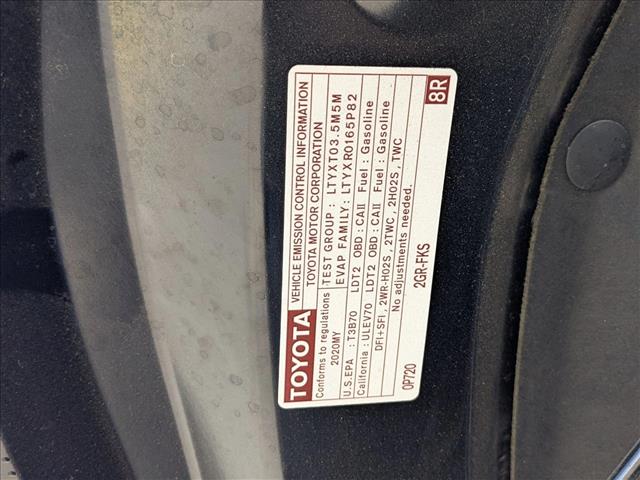 TOYOTA
VEHICLE EMISSION CONTROL INFORMATION
TOYOTA MOTOR CORPORATION
Conforms to regulations
2020MY
TEST GROUP : LTYXT03.5M5M
EVAP FAMILY: LTYXR0165P82
U.S.EPA : T3B70 LDT2 OBD: CAII Fuel : Gasoline
California : ULEV70 LDT2 OBD: CAII Fuel : Gasoline
DFI+SFI, 2WR-HO2S, 2TWC, 2HO2S, TWC
No adjustments needed.
0P720
2GR-FKS
8R